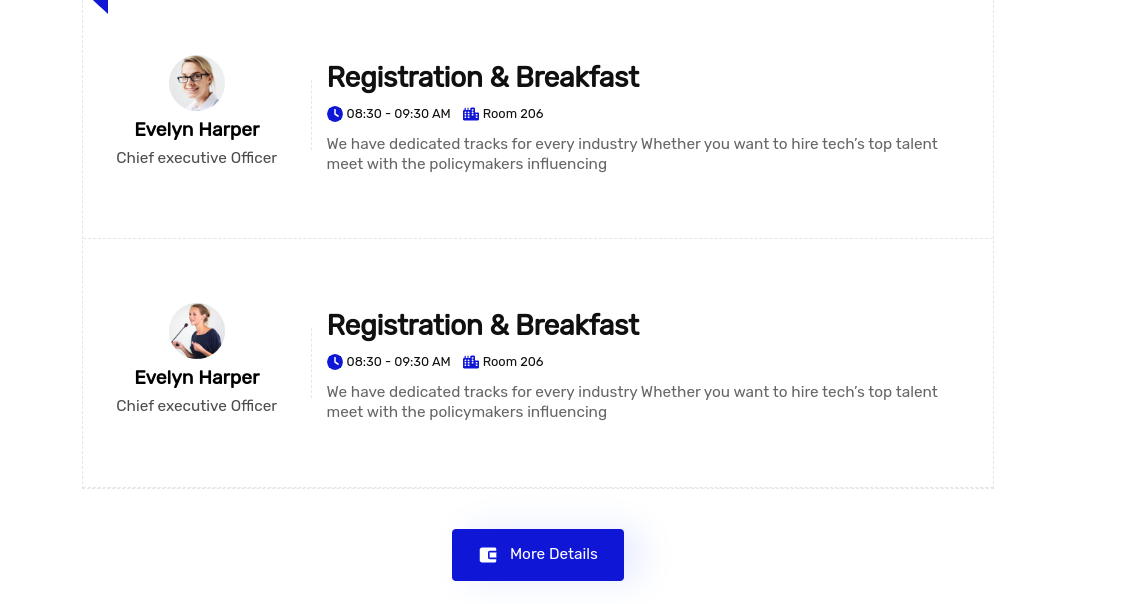 Registration & Breakfast
08:30 - 09:30 AM Room 206
Evelyn Harper
Chief executive Officer
We have dedicated tracks for every industry Whether you want to hire tech’s top talent
meet with the policymakers influencing
Registration & Breakfast
08:30 - 09:30 AM Room 206
Evelyn Harper
Chief executive Officer
We have dedicated tracks for every industry Whether you want to hire tech’s top talent
meet with the policymakers influencing
More Details